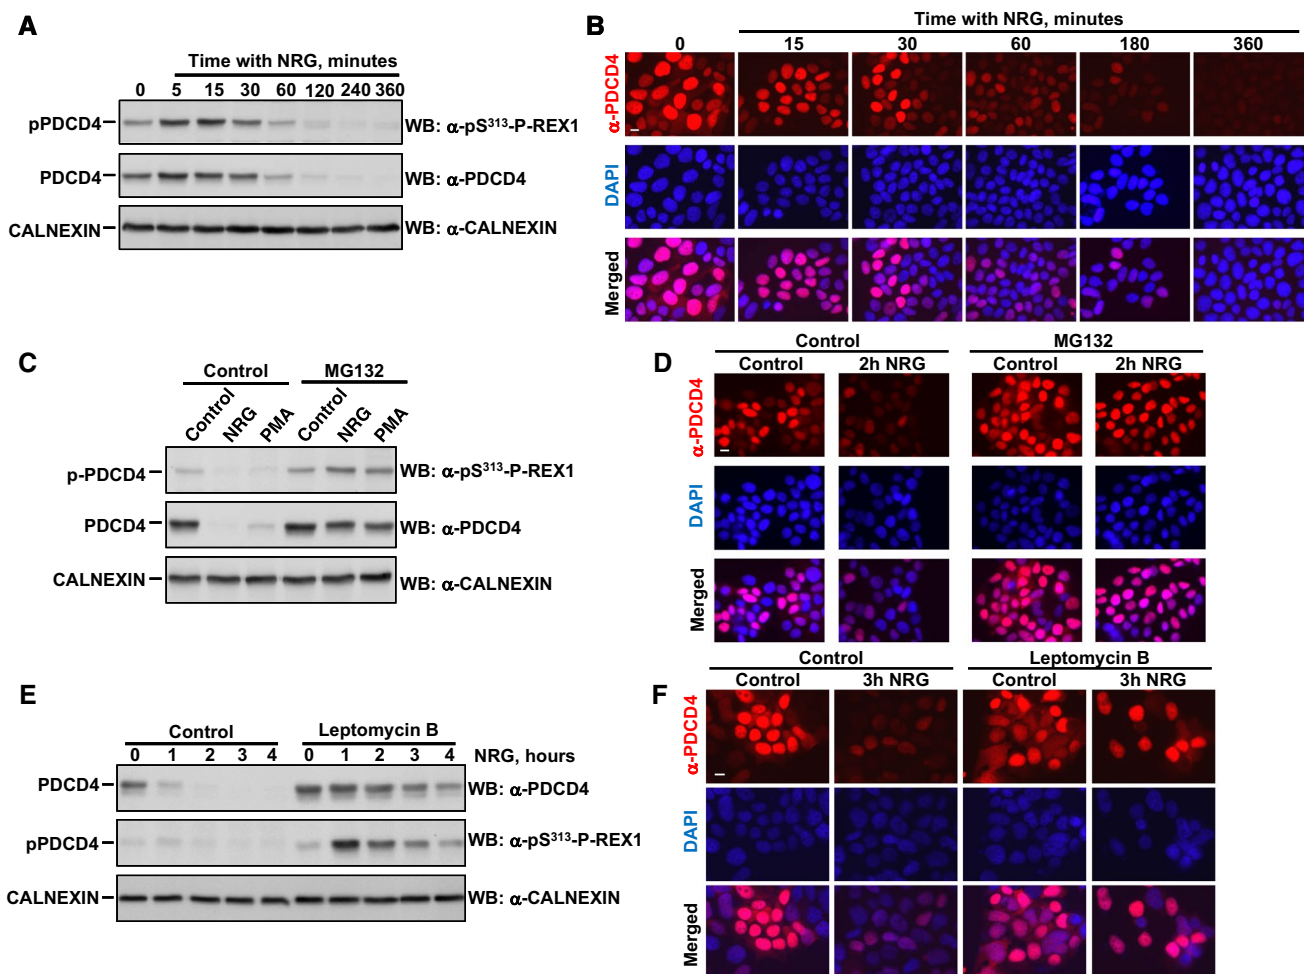 A
Time with NRG, minutes
0 5 15 30 60 120 240 360
pPDCD4
WB: α-pS³¹³-P-REX1
PDCD4
WB: α-PDCD4
CALNEXIN
WB: α-CALNEXIN
B
Time with NRG, minutes
0 15 30 60 180 360
α-PDCD4
DAPI
Merged
C
Control MG132
Control NRG PMA Control NRG PMA
p-PDCD4
WB: α-pS³¹³-P-REX1
PDCD4
WB: α-PDCD4
CALNEXIN
WB: α-CALNEXIN
D
Control MG132
Control 2h NRG Control 2h NRG
α-PDCD4
DAPI
Merged
E
Control Leptomycin B
0 1 2 3 4 0 1 2 3 4 NRG, hours
PDCD4
WB: α-PDCD4
pPDCD4
WB: α-pS³¹³-P-REX1
CALNEXIN
WB: α-CALNEXIN
F
Control Leptomycin B
Control 3h NRG Control 3h NRG
α-PDCD4
DAPI
Merged